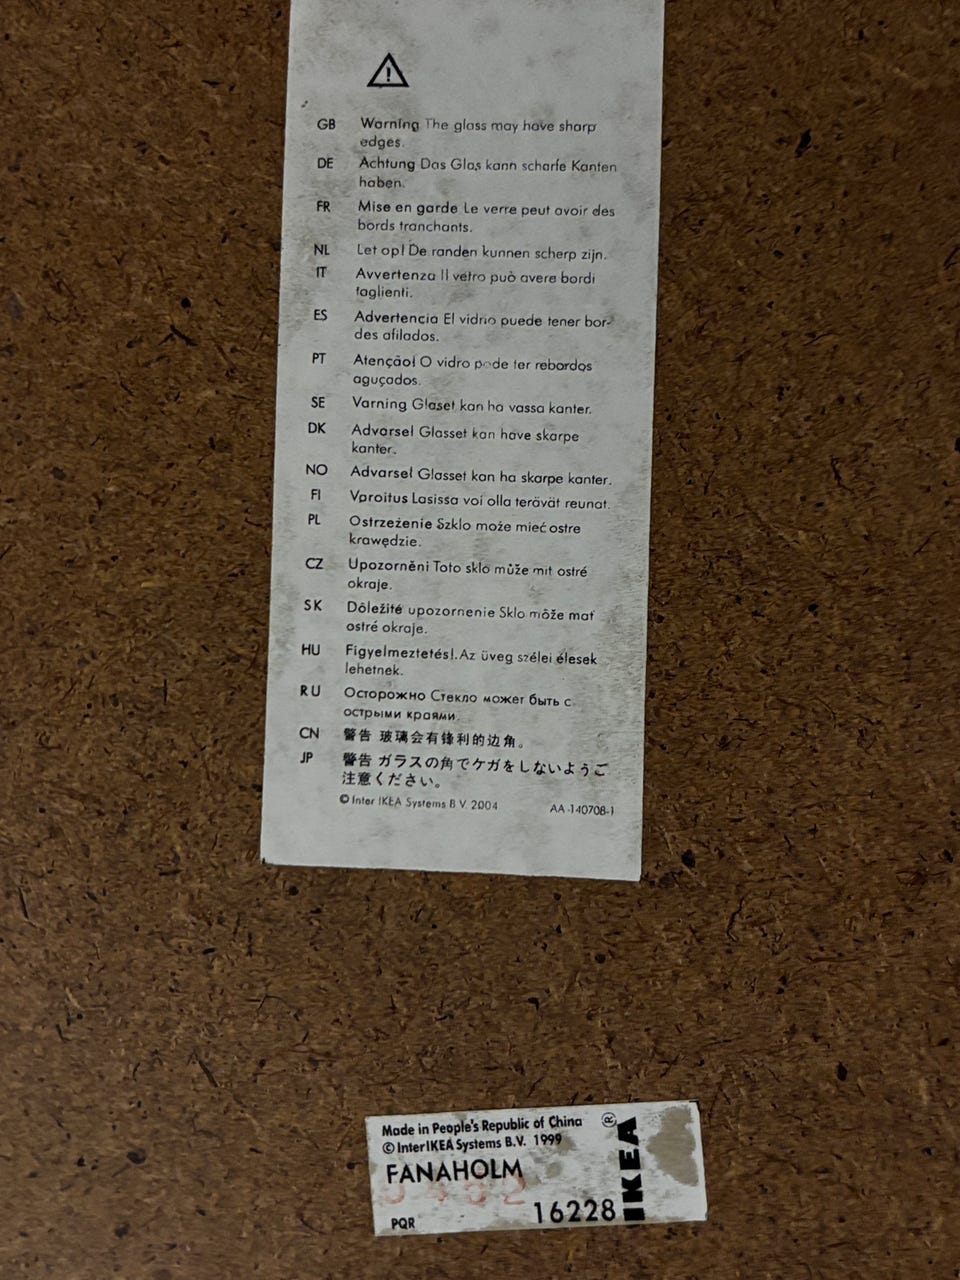 GB Warning The glass may have sharp
edges.
DE Achtung Das Glas kann scharfe Kanten
haben.
FR Mise en garde Le verre peut avoir des
bords tranchants.
NL Let op! De randen kunnen scherp zijn.
IT Avvertenza Il vetro può avere bordi
taglienti.
ES Advertencia El vidrio puede tener bor-
des afilados.
PT Atenção! O vidro pode ter rebordos
aguçados.
SE Varning Glaset kan ha vassa kanter.
DK Advarsel Glasset kan have skarpe
kanter.
NO Advarsel Glasset kan ha skarpe kanter.
FI Varoitus Lasissa voi olla terävät reunat.
PL Ostrzeżenie Szkło może mieć ostre
krawędzie.
CZ Upozornění Toto sklo může mít ostré
okraje.
SK Dôležité upozornenie Sklo môže mať
ostré okraje.
HU Figyelmeztetés!.Az üveg szélei élesek
lehetnek.
RU Осторожно Стекло может быть с
острыми краями.
CN 警告 玻璃会有锋利的边角。
JP 警告 ガラスの角でケガをしないようご
注意ください。
© Inter IKEA Systems B.V. 2004 AA-140708-1
Made in People's Republic of China
© Inter IKEA Systems B.V. 1999
FANAHOLM
PQR 16228
IKEA®